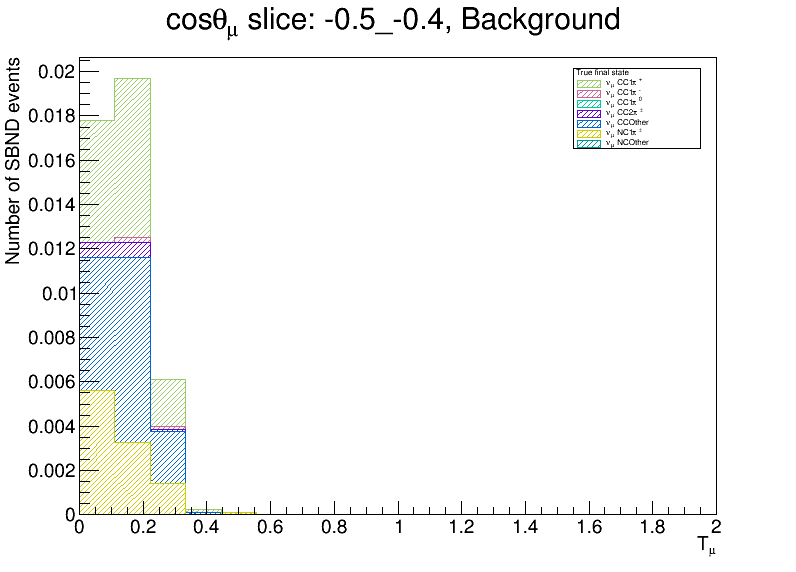 cosθμ slice: -0.5_-0.4, Background
Number of SBND events
0.02
0.018
0.016
0.014
0.012
0.01
0.008
0.006
0.004
0.002
0
0 0.2 0.4 0.6 0.8 1 1.2 1.4 1.6 1.8 2
Tμ
True final state
νμ CC1π+
νμ CC1π-
νμ CC1π0
νμ CC2π±
νμ CCOther
νμ NC1π±
νμ NCOther